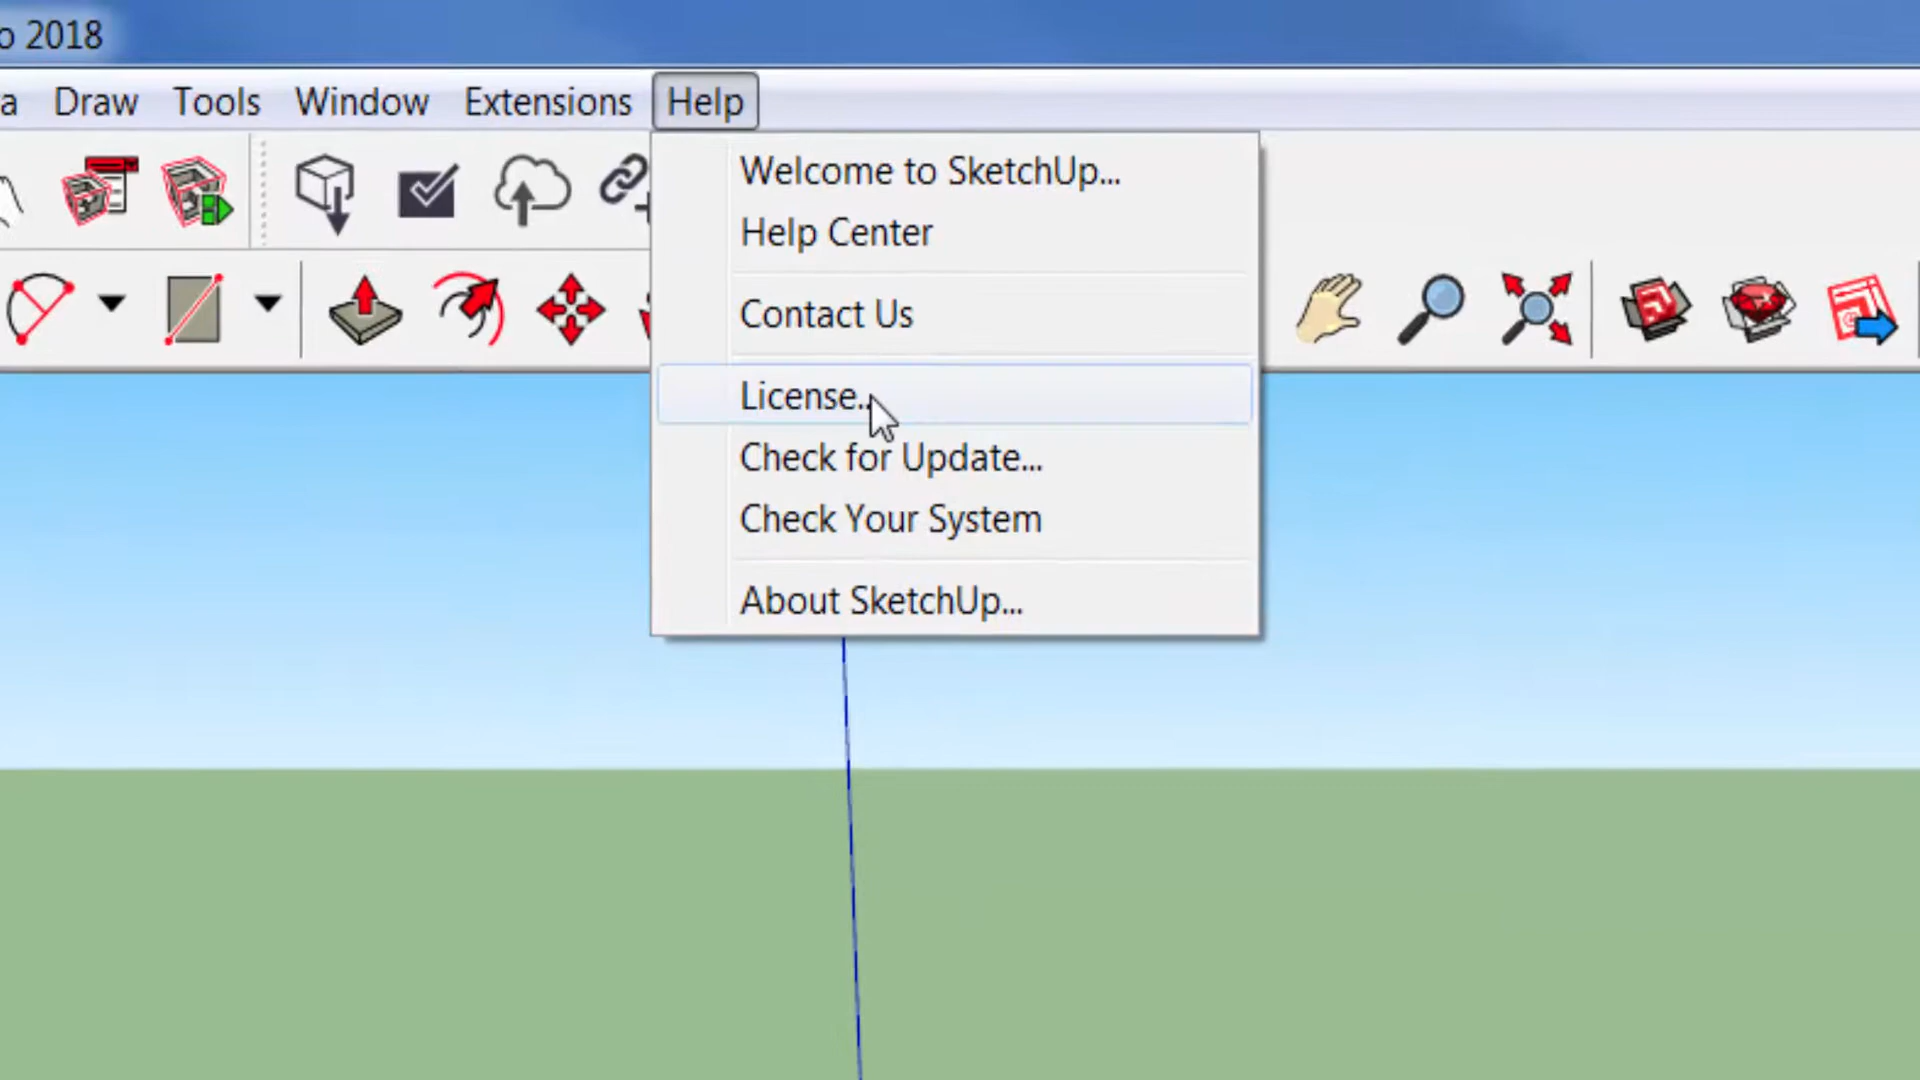 o 2018
a Draw Tools Window Extensions Help
Welcome to SketchUp...
Help Center
Contact Us
License..
Check for Update...
Check Your System
About SketchUp...